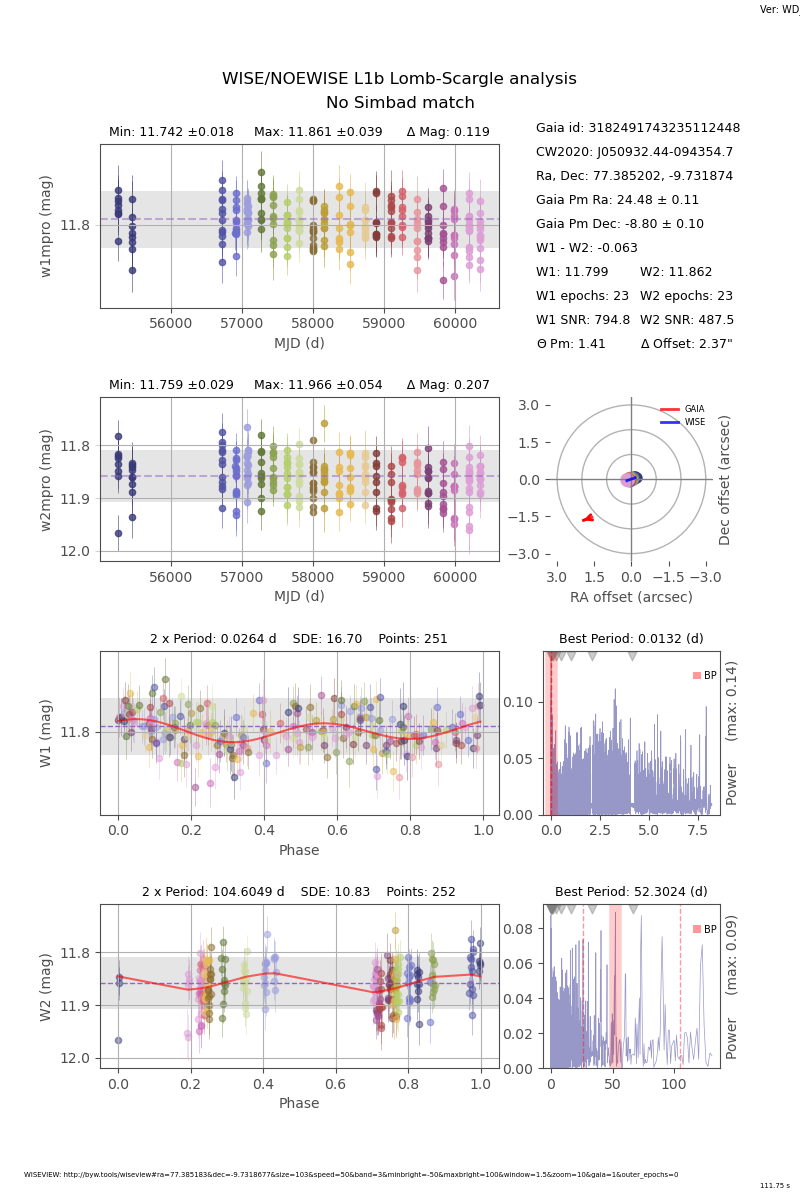 Ver: WD_
WISE/NOEWISE L1b Lomb-Scargle analysis
No Simbad match
Min: 11.742 ±0.018 Max: 11.861 ±0.039 Δ Mag: 0.119
w1mpro (mag)
11.8
56000 57000 58000 59000 60000
MJD (d)
Gaia id: 3182491743235112448
CW2020: J050932.44-094354.7
Ra, Dec: 77.385202, -9.731874
Gaia Pm Ra: 24.48 ± 0.11
Gaia Pm Dec: -8.80 ± 0.10
W1 - W2: -0.063
W1: 11.799 W2: 11.862
W1 epochs: 23 W2 epochs: 23
W1 SNR: 794.8 W2 SNR: 487.5
Θ Pm: 1.41 Δ Offset: 2.37"
Min: 11.759 ±0.029 Max: 11.966 ±0.054 Δ Mag: 0.207
w2mpro (mag)
11.8
11.9
12.0
56000 57000 58000 59000 60000
MJD (d)
GAIA
WISE
3.0
1.5
0.0
−1.5
−3.0
3.0 1.5 0.0 −1.5 −3.0
RA offset (arcsec)
Dec offset (arcsec)
2 x Period: 0.0264 d SDE: 16.70 Points: 251
W1 (mag)
11.8
0.0 0.2 0.4 0.6 0.8 1.0
Phase
Best Period: 0.0132 (d)
BP
0.10
0.05
0.00
0.0 2.5 5.0 7.5
Power (max: 0.14)
2 x Period: 104.6049 d SDE: 10.83 Points: 252
W2 (mag)
11.8
11.9
12.0
0.0 0.2 0.4 0.6 0.8 1.0
Phase
Best Period: 52.3024 (d)
BP
0.08
0.06
0.04
0.02
0.00
0 50 100
Power (max: 0.09)
WISEVIEW: http://byw.tools/wiseview#ra=77.385183&dec=-9.7318677&size=103&speed=50&band=3&minbright=-50&maxbright=100&window=1.5&zoom=10&gaia=1&outer_epochs=0
111.75 s